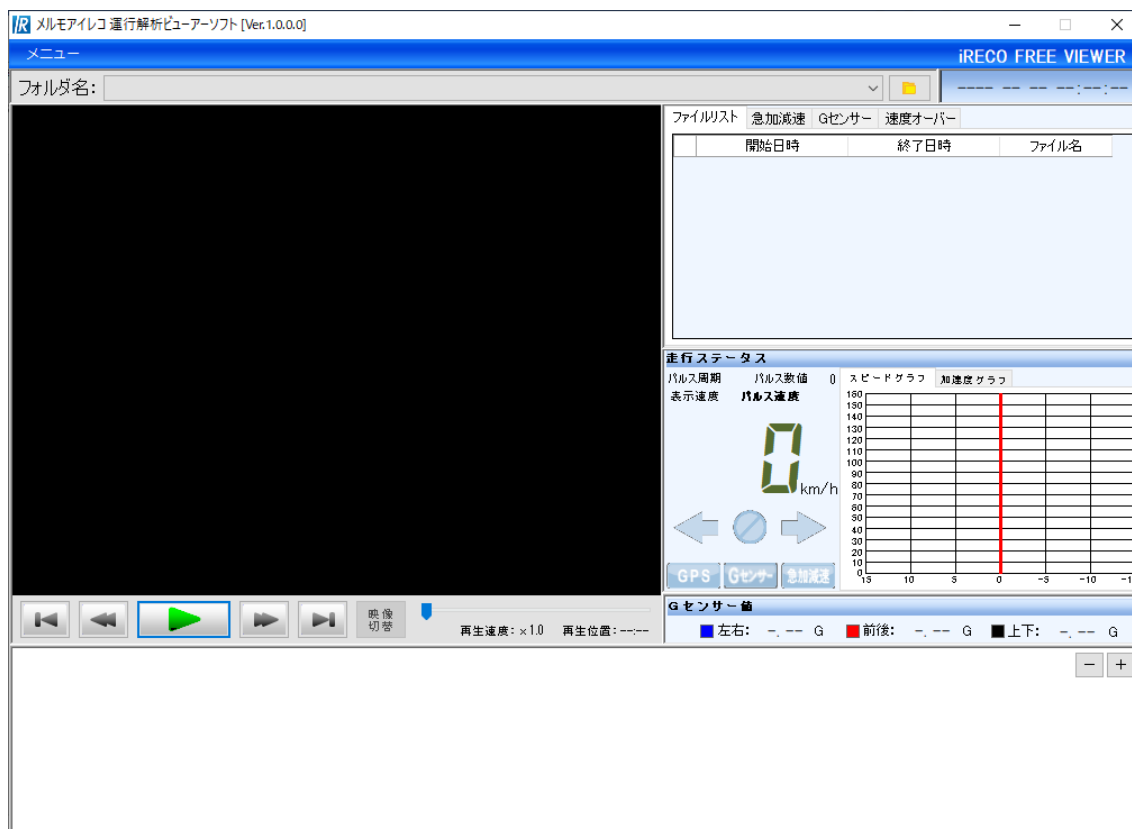 メルモアイレコ 運行解析ビューアーソフト [Ver.1.0.0.0]
メニュー
iRECO FREE VIEWER
フォルダ名:
---- -- -- --:--:--
ファイルリスト 急加減速 Gセンサー 速度オーバー
開始日時 終了日時 ファイル名
走行ステータス
パルス周期 パルス数値 0
表示速度 パルス速度
0 km/h
GPS Gセンサー 急加減速
スピードグラフ 加速度グラフ
160
150
140
130
120
110
100
90
80
70
60
50
40
30
20
10
0
15 10 5 0 -5 -10 -1
映像
切替
再生速度: ×1.0 再生位置: --:--
Gセンサー値
左右: -.-- G 前後: -.-- G 上下: -.-- G
- +